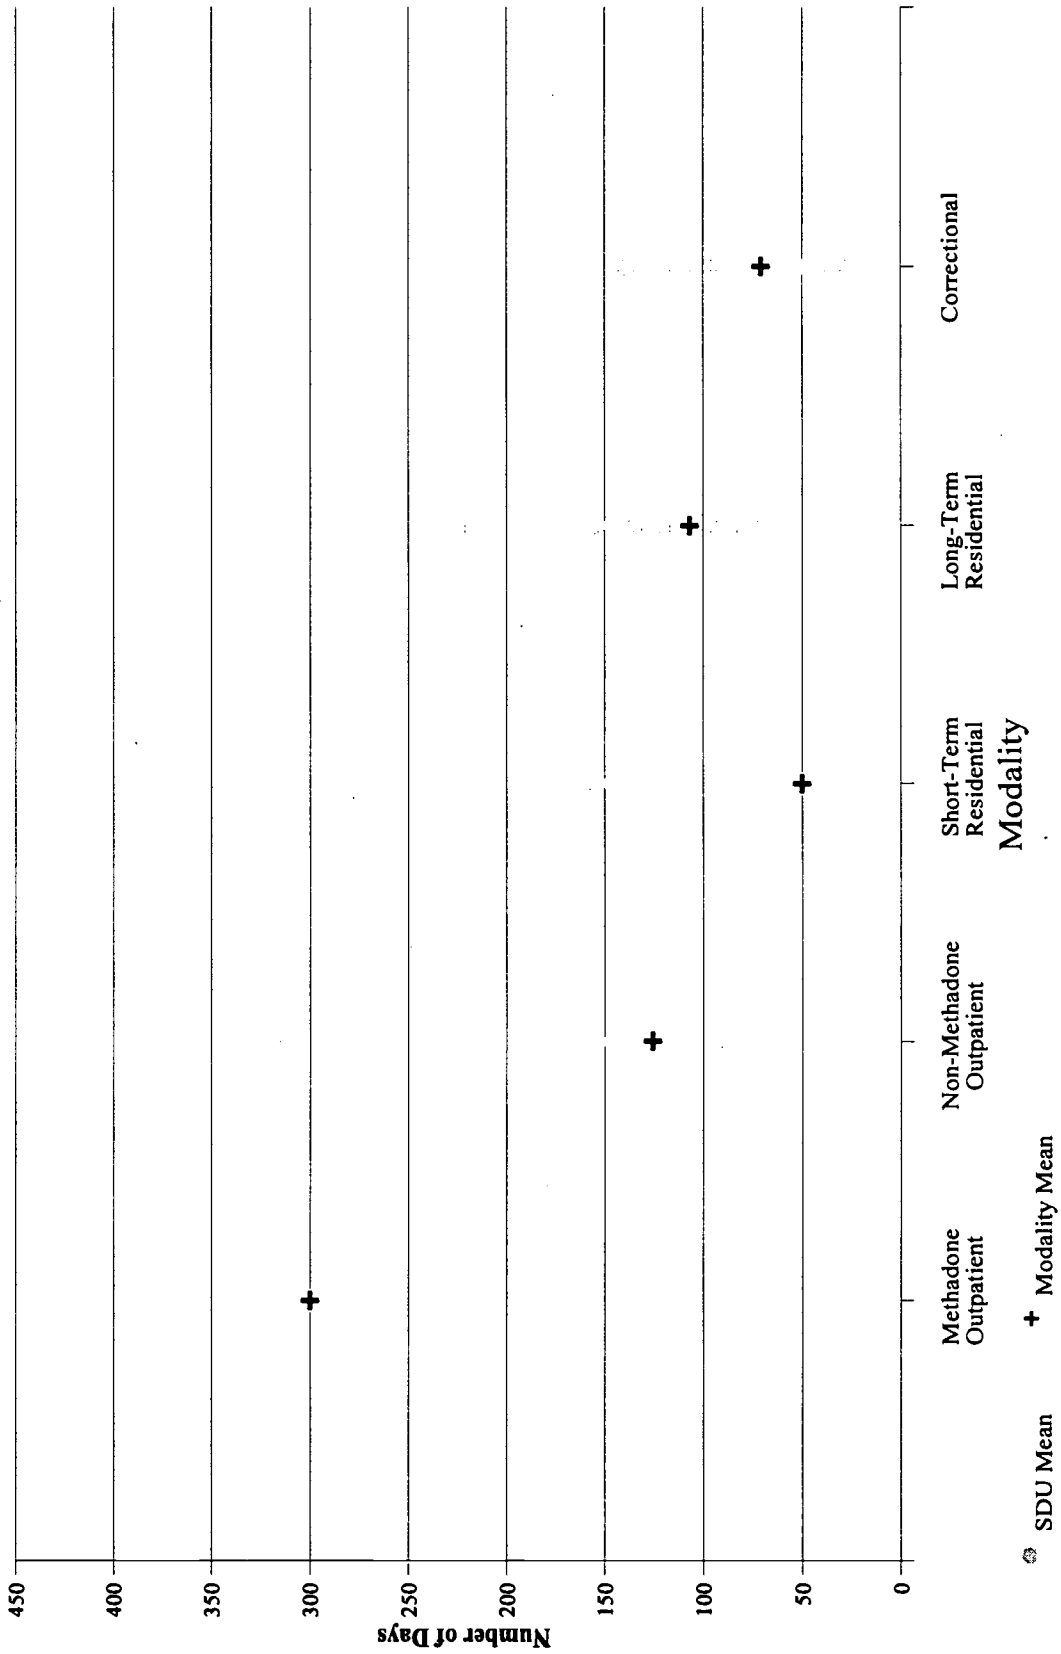 Number of Days
450
400
350
300
250
200
150
100
50
0
Methadone
Outpatient
Non-Methadone
Outpatient
Short-Term
Residential
Long-Term
Residential
Correctional
Modality
SDU Mean
Modality Mean